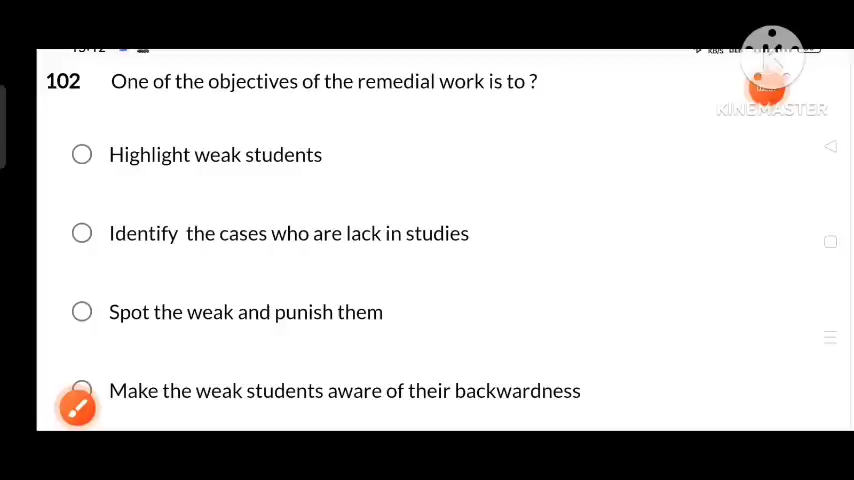 102 One of the objectives of the remedial work is to ?
KINEMASTER
Highlight weak students
Identify the cases who are lack in studies
Spot the weak and punish them
Make the weak students aware of their backwardness